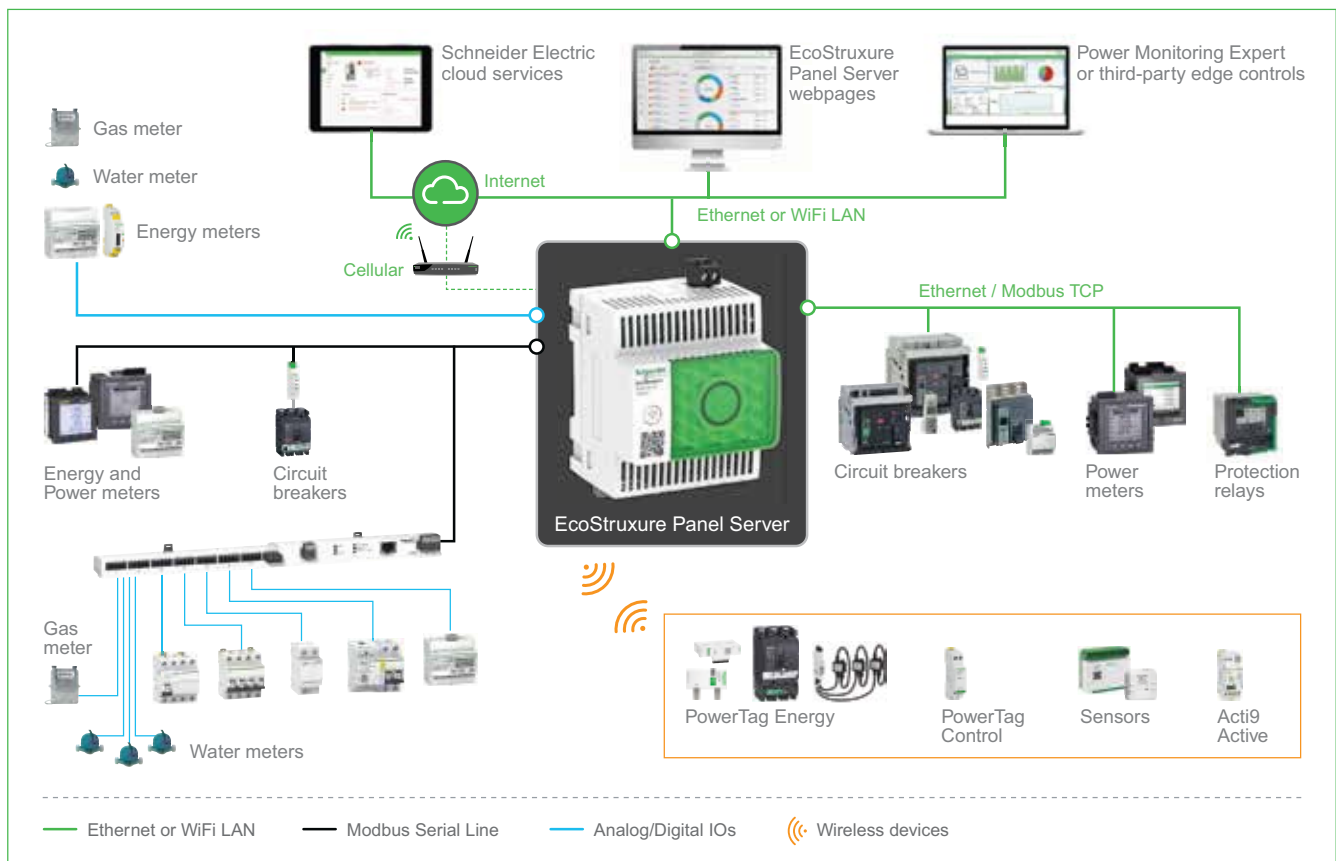 Schneider Electric
cloud services
EcoStruxure
Panel Server
webpages
Power Monitoring Expert
or third-party edge controls
Gas meter
Water meter
Energy meters
Internet
Ethernet or WiFi LAN
Cellular
Ethernet / Modbus TCP
Energy and
Power meters
Circuit
breakers
EcoStruxure Panel Server
Circuit breakers
Power
meters
Protection
relays
Gas
meter
Water meters
PowerTag Energy
PowerTag
Control
Sensors
Acti9
Active
Ethernet or WiFi LAN
Modbus Serial Line
Analog/Digital IOs
Wireless devices